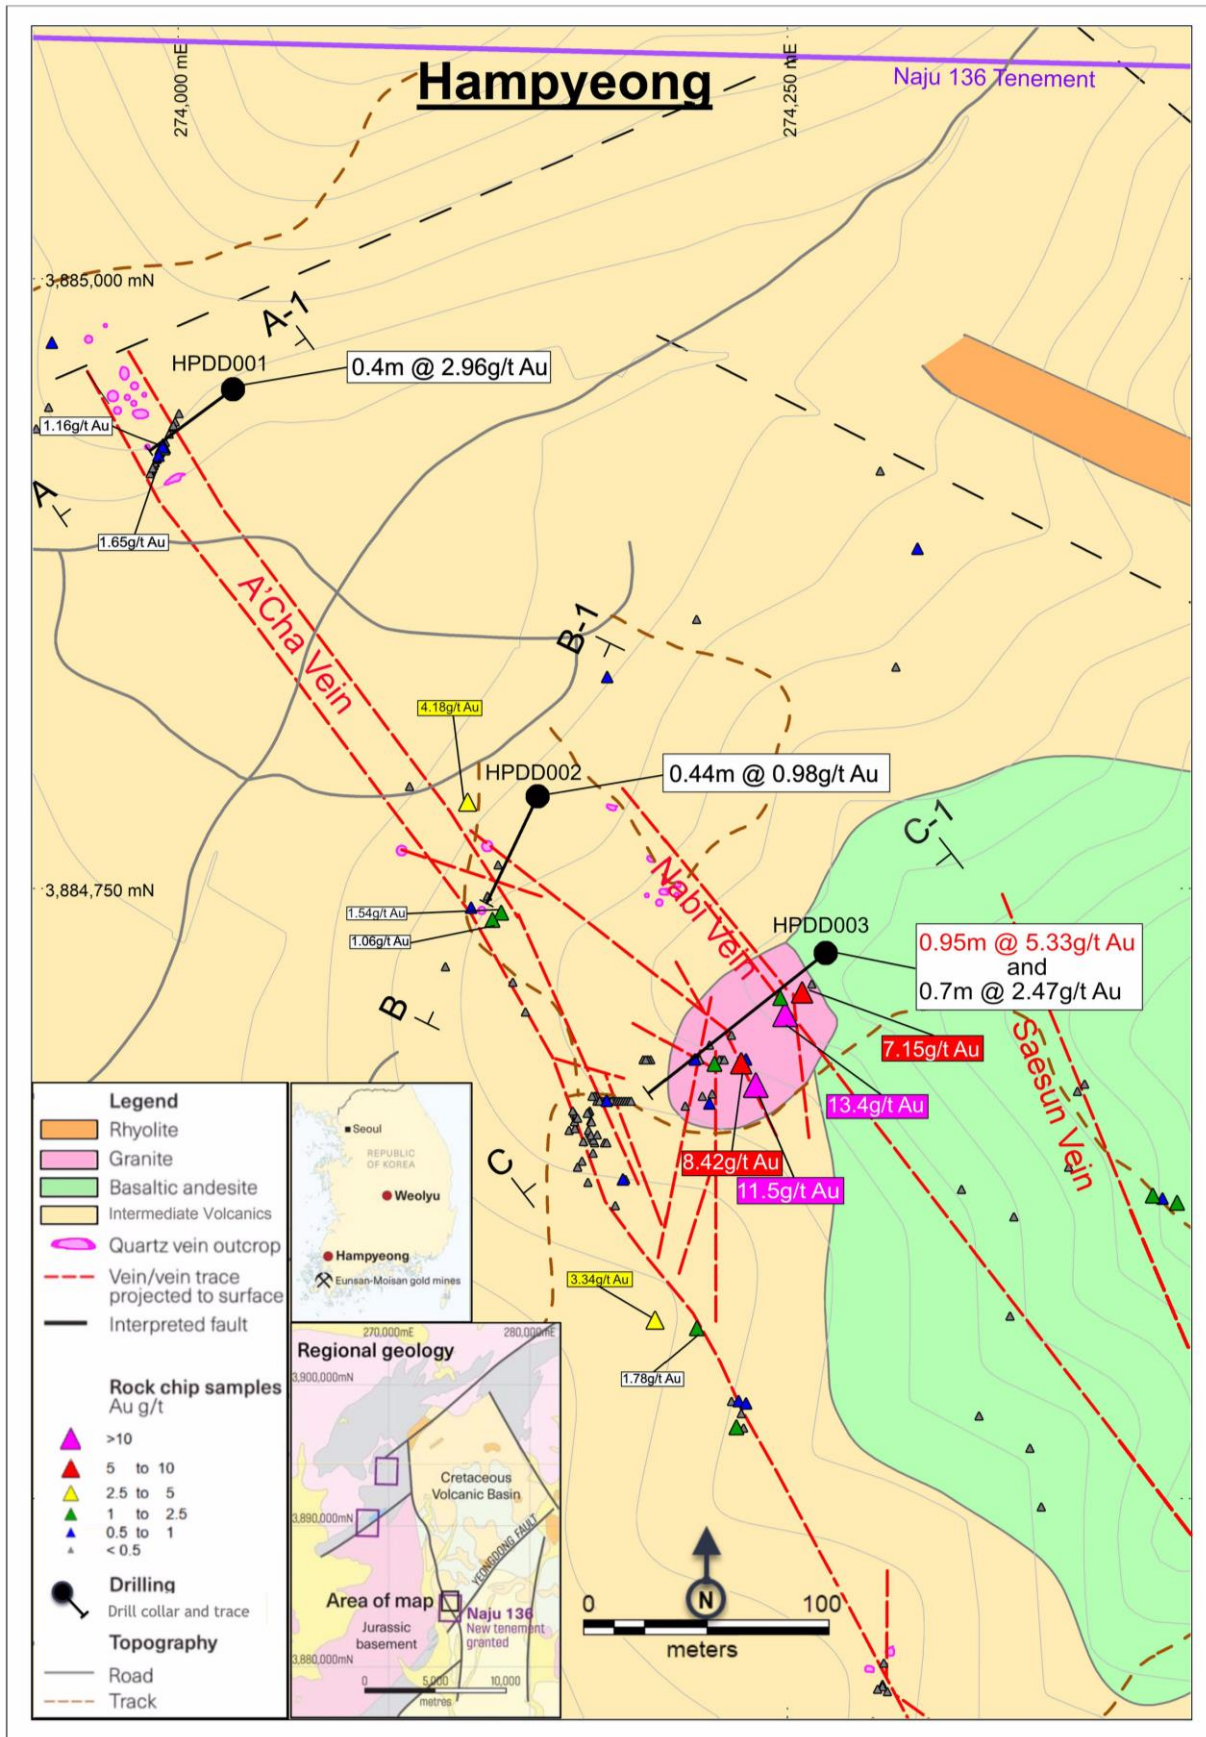 Hampyeong
274,000 mE
274,250 mE
Naju 136 Tenement
3,885,000 mN
A-1
HPDD001
0.4m @ 2.96g/t Au
1.16g/t Au
A
1.65g/t Au
A'Cha Vein
B-1
4.18g/t Au
HPDD002
0.44m @ 0.98g/t Au
C-1
3,884,750 mN
Nabi Vein
1.54g/t Au
1.06g/t Au
HPDD003
0.95m @ 5.33g/t Au
and
0.7m @ 2.47g/t Au
B
7.15g/t Au
Saesun Vein
13.4g/t Au
C
8.42g/t Au
11.5g/t Au
3.34g/t Au
1.78g/t Au
Legend
Rhyolite
Granite
Basaltic andesite
Intermediate Volcanics
Quartz vein outcrop
Vein/vein trace
projected to surface
Interpreted fault
Rock chip samples
Au g/t
>10
5 to 10
2.5 to 5
1 to 2.5
0.5 to 1
< 0.5
Drilling
Drill collar and trace
Topography
Road
Track
Seoul
REPUBLIC
OF KOREA
Weolyu
Hampyeong
Eunsan-Moisan gold mines
270,000mE
280,000mE
Regional geology
3,900,000mN
Cretaceous
Volcanic Basin
3,890,000mN
YEONGDONG FAULT
Area of map
Naju 136
New tenement
granted
Jurassic
basement
3,880,000mN
0 5,000 10,000
metres
N
0 100
meters